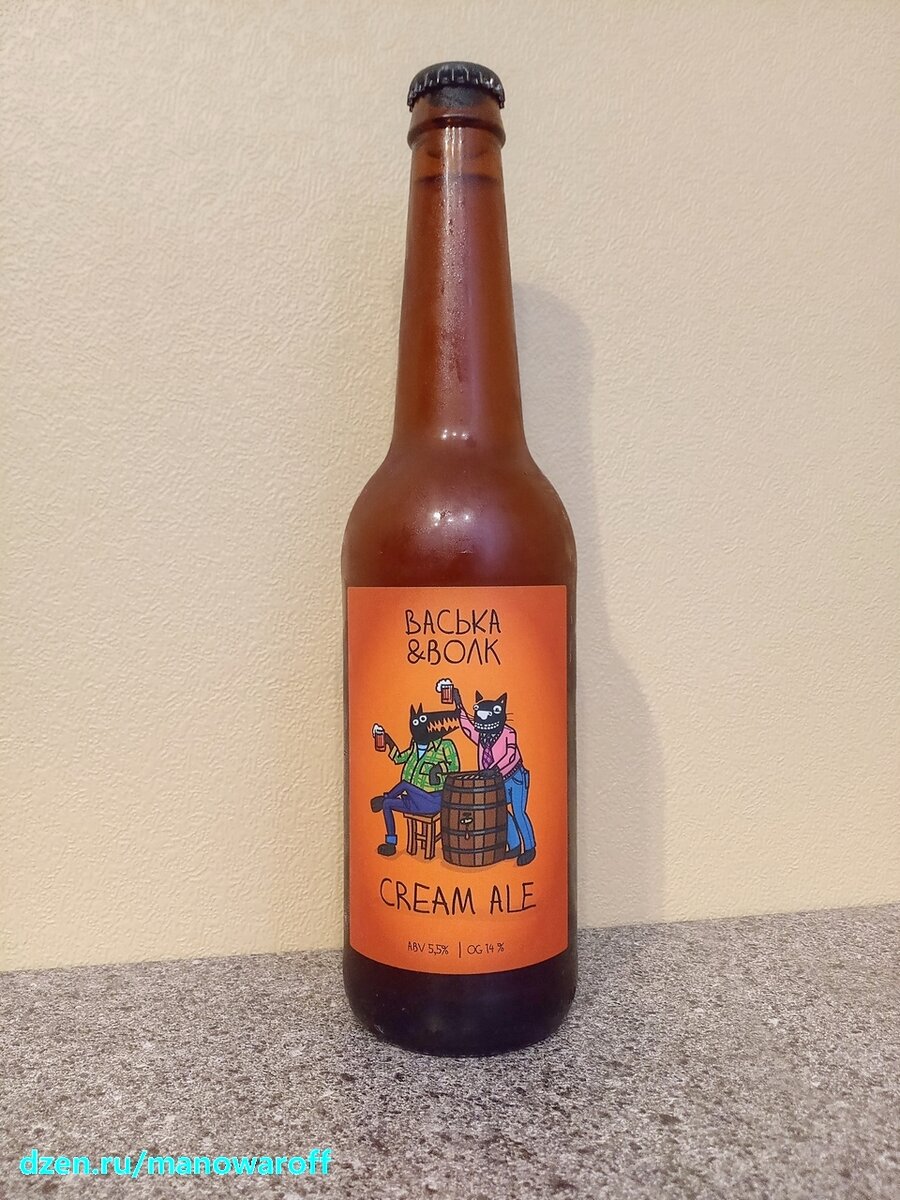 ВАСЬКА
&ВОЛК
CREAM ALE
ABV 5,5% | OG 14 %
dzen.ru/manowaroff